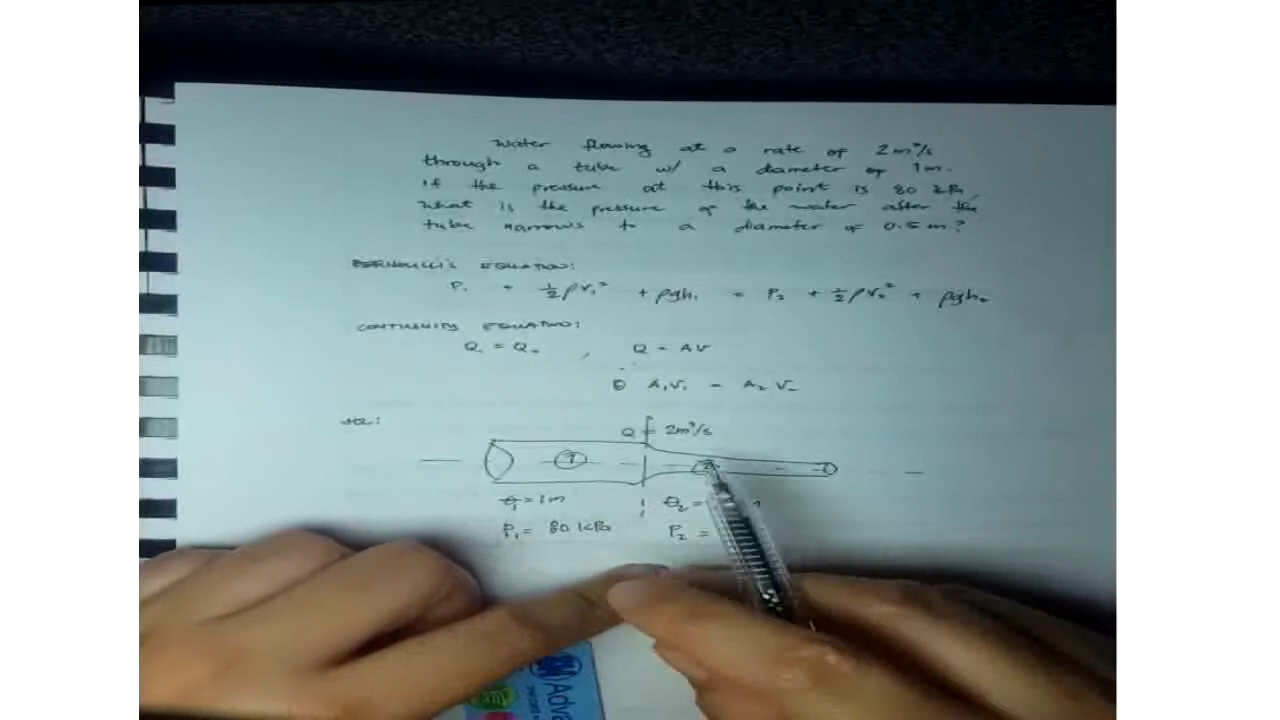 Water flowing at a rate of 2m³/s
through a tube w/ a diameter of 1m.
If the pressure at this point is 80 kPa,
what is the pressure of the water after the
tube narrows to a diameter of 0.5m?
BERNOULLI'S EQUATION:
P₁ + ½ρV₁² + ρgh₁ = P₂ + ½ρV₂² + ρgh₂
CONTINUITY EQUATION:
Q₁ = Q₂ , Q = AV
A₁V₁ = A₂V₂
Q = 2m³/s
1
∅₁ = 1m ∅₂ =
P₁ = 80 kPa P₂ =
Adva